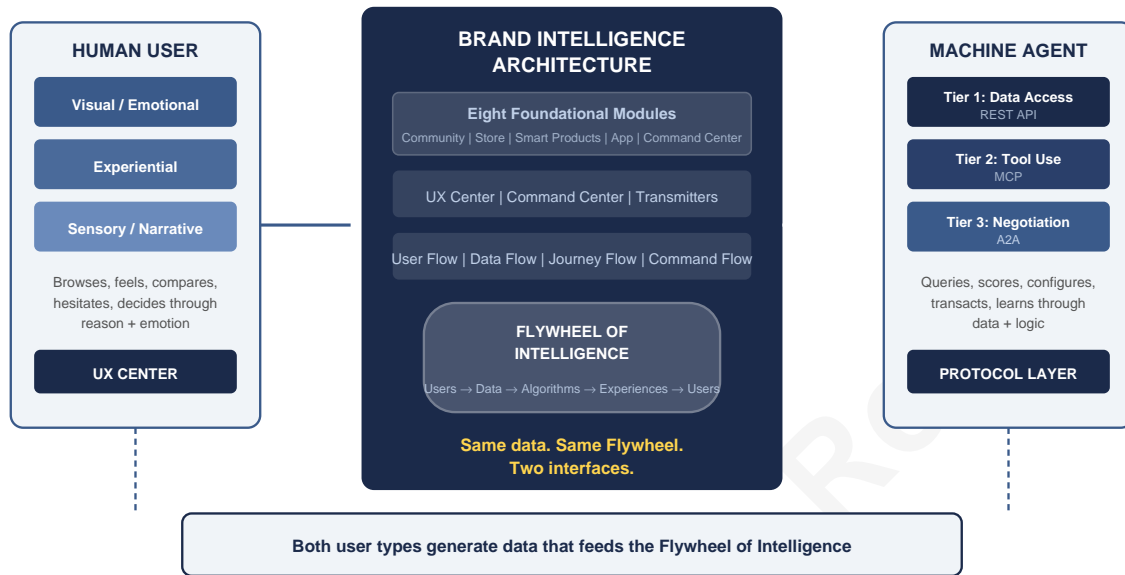 HUMAN USER
Visual / Emotional
Experiential
Sensory / Narrative
Browses, feels, compares,
hesitates, decides through
reason + emotion
UX CENTER
BRAND INTELLIGENCE
ARCHITECTURE
Eight Foundational Modules
Community | Store | Smart Products | App | Command Center
UX Center | Command Center | Transmitters
User Flow | Data Flow | Journey Flow | Command Flow
FLYWHEEL OF
INTELLIGENCE
Users → Data → Algorithms → Experiences → Users
Same data. Same Flywheel.
Two interfaces.
MACHINE AGENT
Tier 1: Data Access
REST API
Tier 2: Tool Use
MCP
Tier 3: Negotiation
A2A
Queries, scores, configures,
transacts, learns through
data + logic
PROTOCOL LAYER
Both user types generate data that feeds the Flywheel of Intelligence